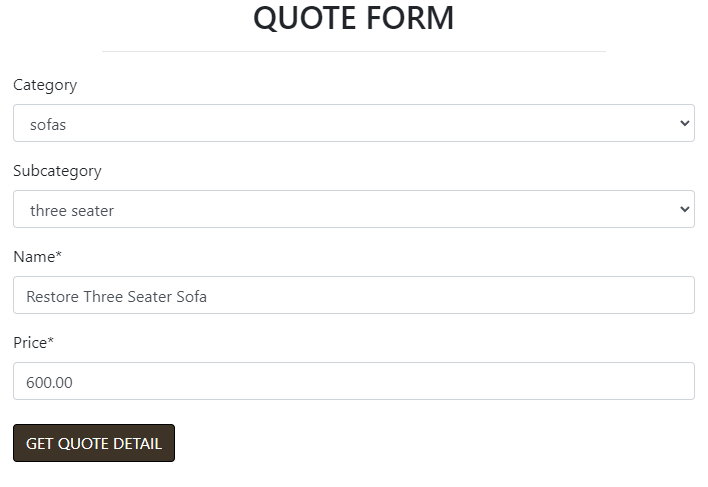 QUOTE FORM
Category
sofas
Subcategory
three seater
Name*
Restore Three Seater Sofa
Price*
600.00
GET QUOTE DETAIL